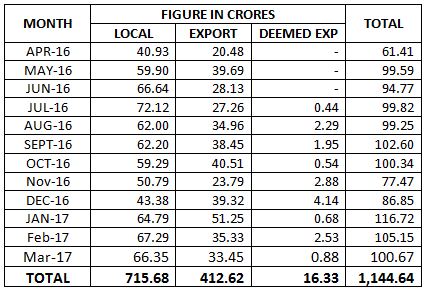 MONTH FIGURE IN CRORES TOTAL
LOCAL EXPORT DEEMED EXP
APR-16 40.93 20.48 - 61.41
MAY-16 59.90 39.69 - 99.59
JUN-16 66.64 28.13 - 94.77
JUL-16 72.12 27.26 0.44 99.82
AUG-16 62.00 34.96 2.29 99.25
SEPT-16 62.20 38.45 1.95 102.60
OCT-16 59.29 40.51 0.54 100.34
Nov-16 50.79 23.79 2.88 77.47
DEC-16 43.38 39.32 4.14 86.85
JAN-17 64.79 51.25 0.68 116.72
Feb-17 67.29 35.33 2.53 105.15
Mar-17 66.35 33.45 0.88 100.67
TOTAL 715.68 412.62 16.33 1,144.64